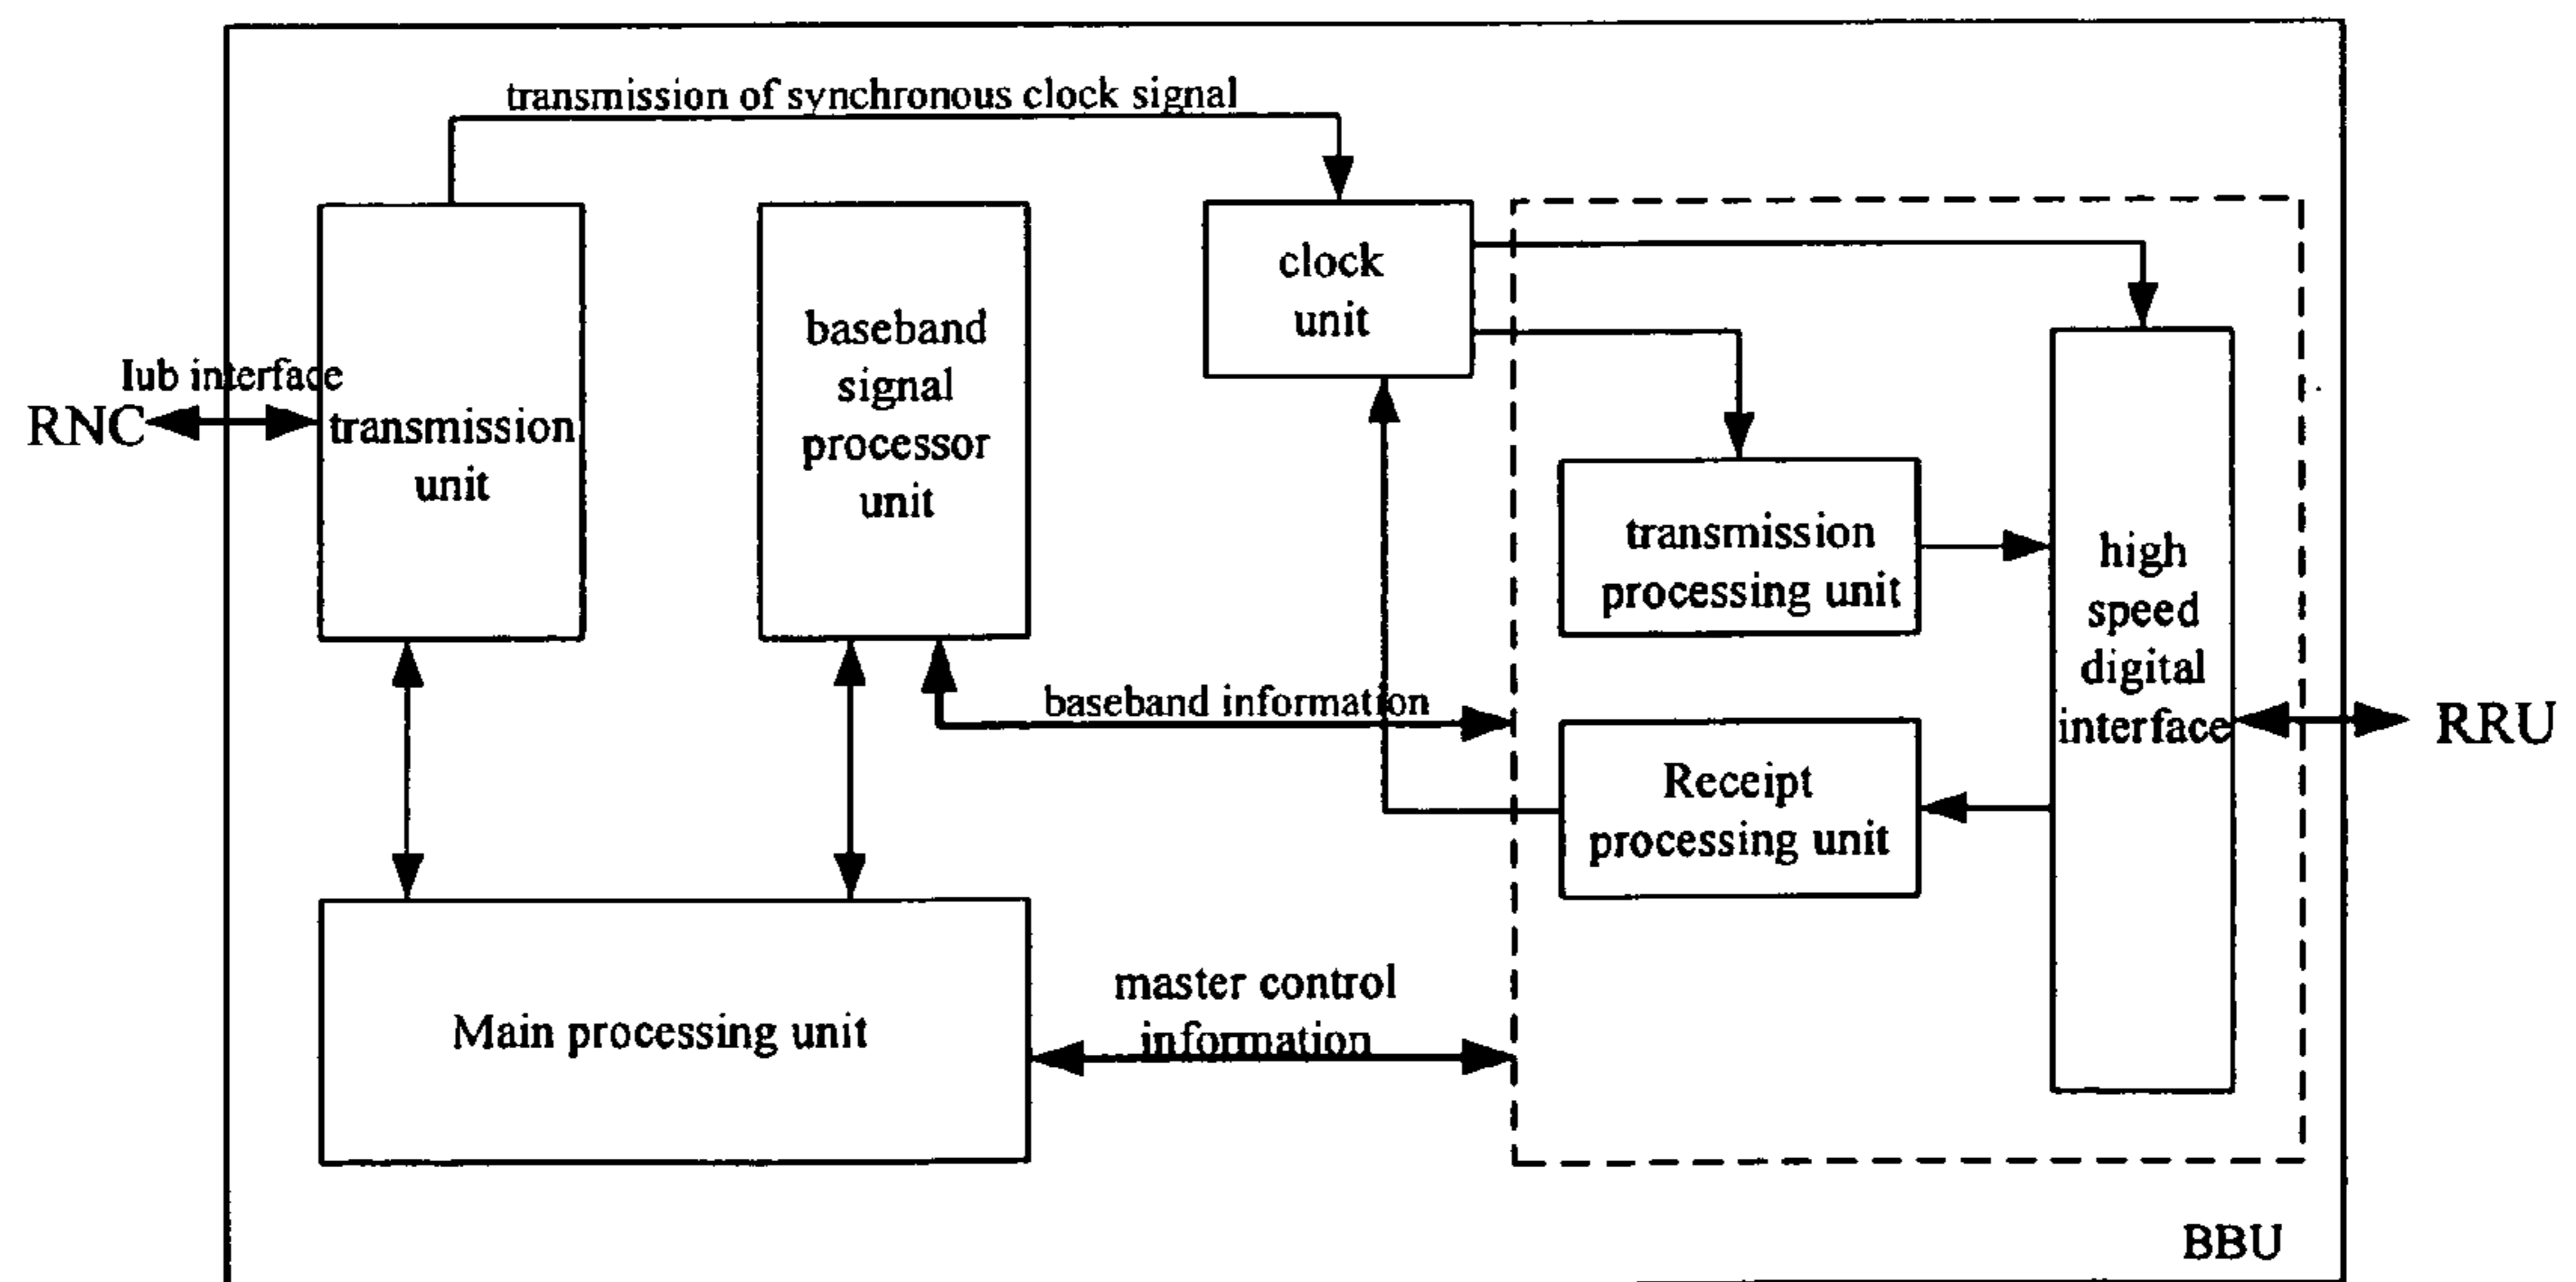 transmission of synchronous clock signal
clock
unit
baseband
signal
processor
unit
Iub interface
RNC
transmission
unit
transmission
processing unit
high
speed
digital
interface
baseband information
RRU
Receipt
processing unit
master control
information
Main processing unit
BBU